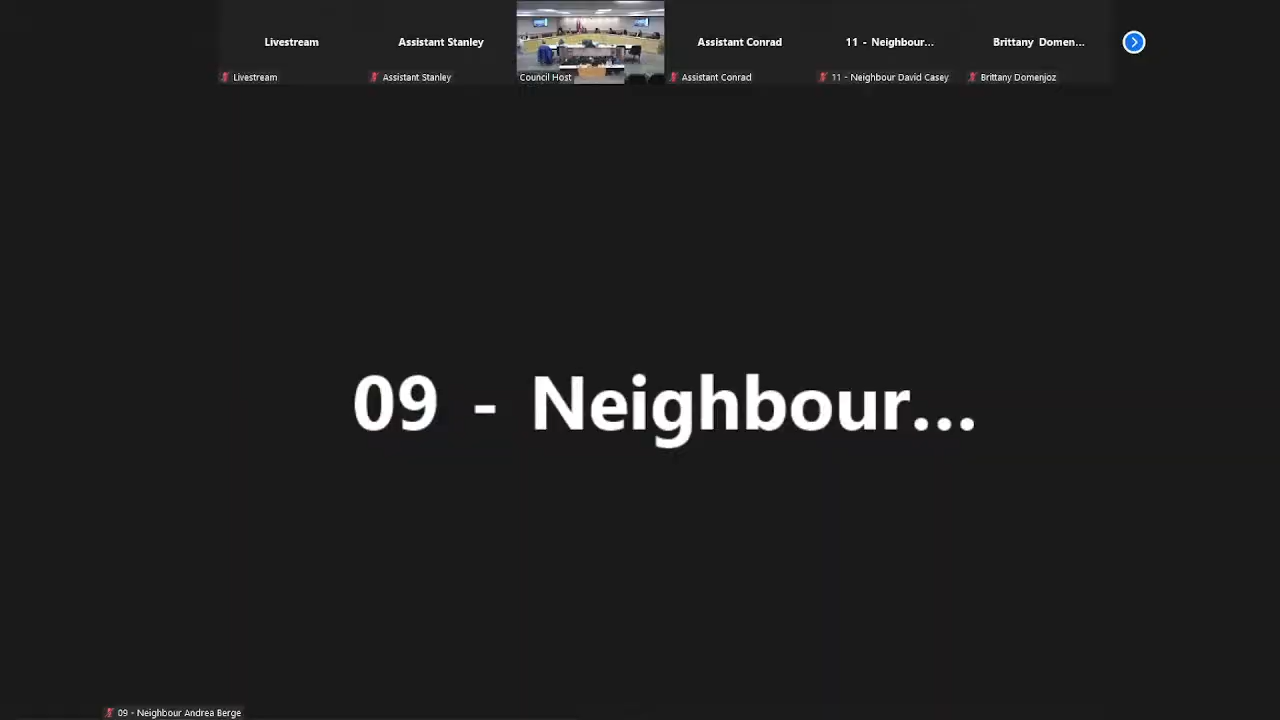 Livestream
Assistant Stanley
Assistant Conrad
11 - Neighbour...
Brittany Domen...
Livestream
Assistant Stanley
Council Host
Assistant Conrad
11 - Neighbour David Casey
Brittany Domenjoz
09 - Neighbour...
09 - Neighbour Andrea Berge